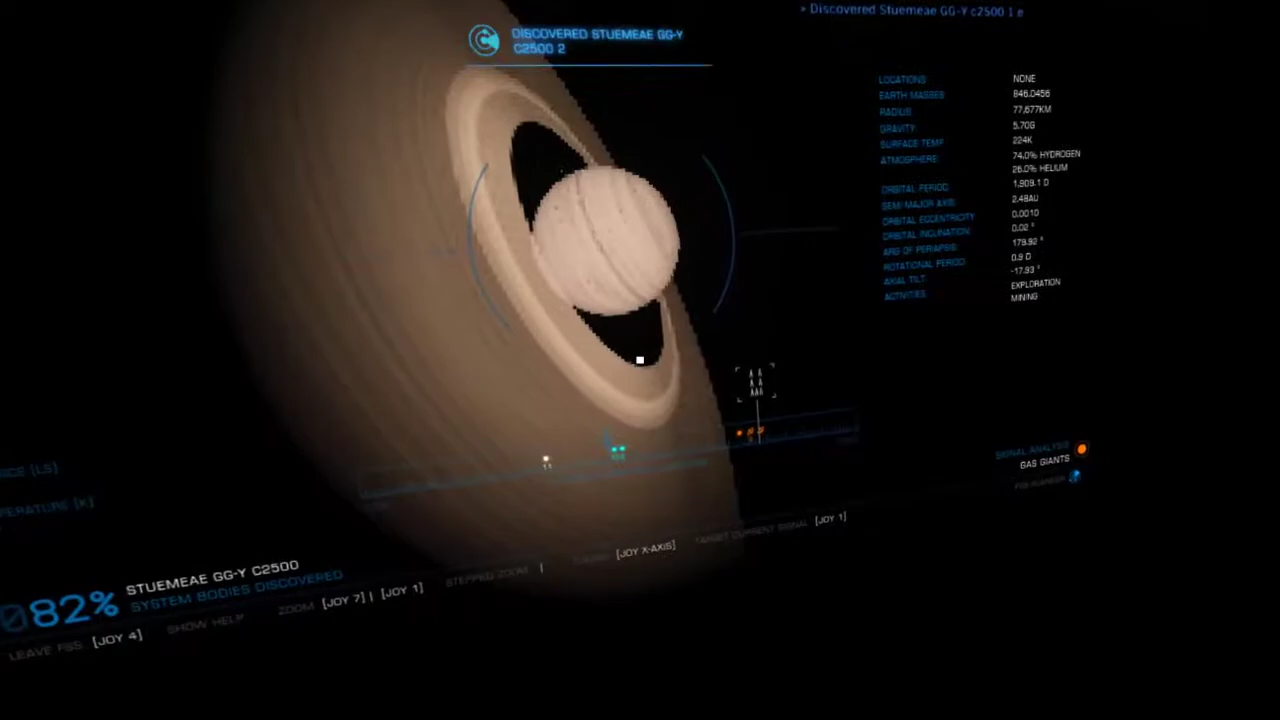 > Discovered Stuemeae GG-Y c2500 1 e
DISCOVERED STUEMEAE GG-Y
C2500 2
LOCATIONS: NONE
EARTH MASSES: 846.0456
RADIUS: 77,677KM
GRAVITY: 5.70G
SURFACE TEMP: 224K
ATMOSPHERE: 74.0% HYDROGEN
26.0% HELIUM
ORBITAL PERIOD: 1,909.1 D
SEMI MAJOR AXIS: 2.48AU
ORBITAL ECCENTRICITY: 0.0010
ORBITAL INCLINATION: 0.02 °
ARG OF PERIAPSIS: 179.92 °
ROTATIONAL PERIOD: 0.9 D
AXIAL TILT: -17.93 °
ACTIVITIES: EXPLORATION
MINING
SIGNAL ANALYSIS
GAS GIANTS
[LS]
PERATURE [K]
82%
STUEMEAE GG-Y C2500
SYSTEM BODIES DISCOVERED
LEAVE FSS [JOY 4] SHOW HELP ZOOM [JOY 7] | [JOY 1] STEPPED ZOOM | [JOY X-AXIS] TARGET CURRENT SIGNAL [JOY 1]